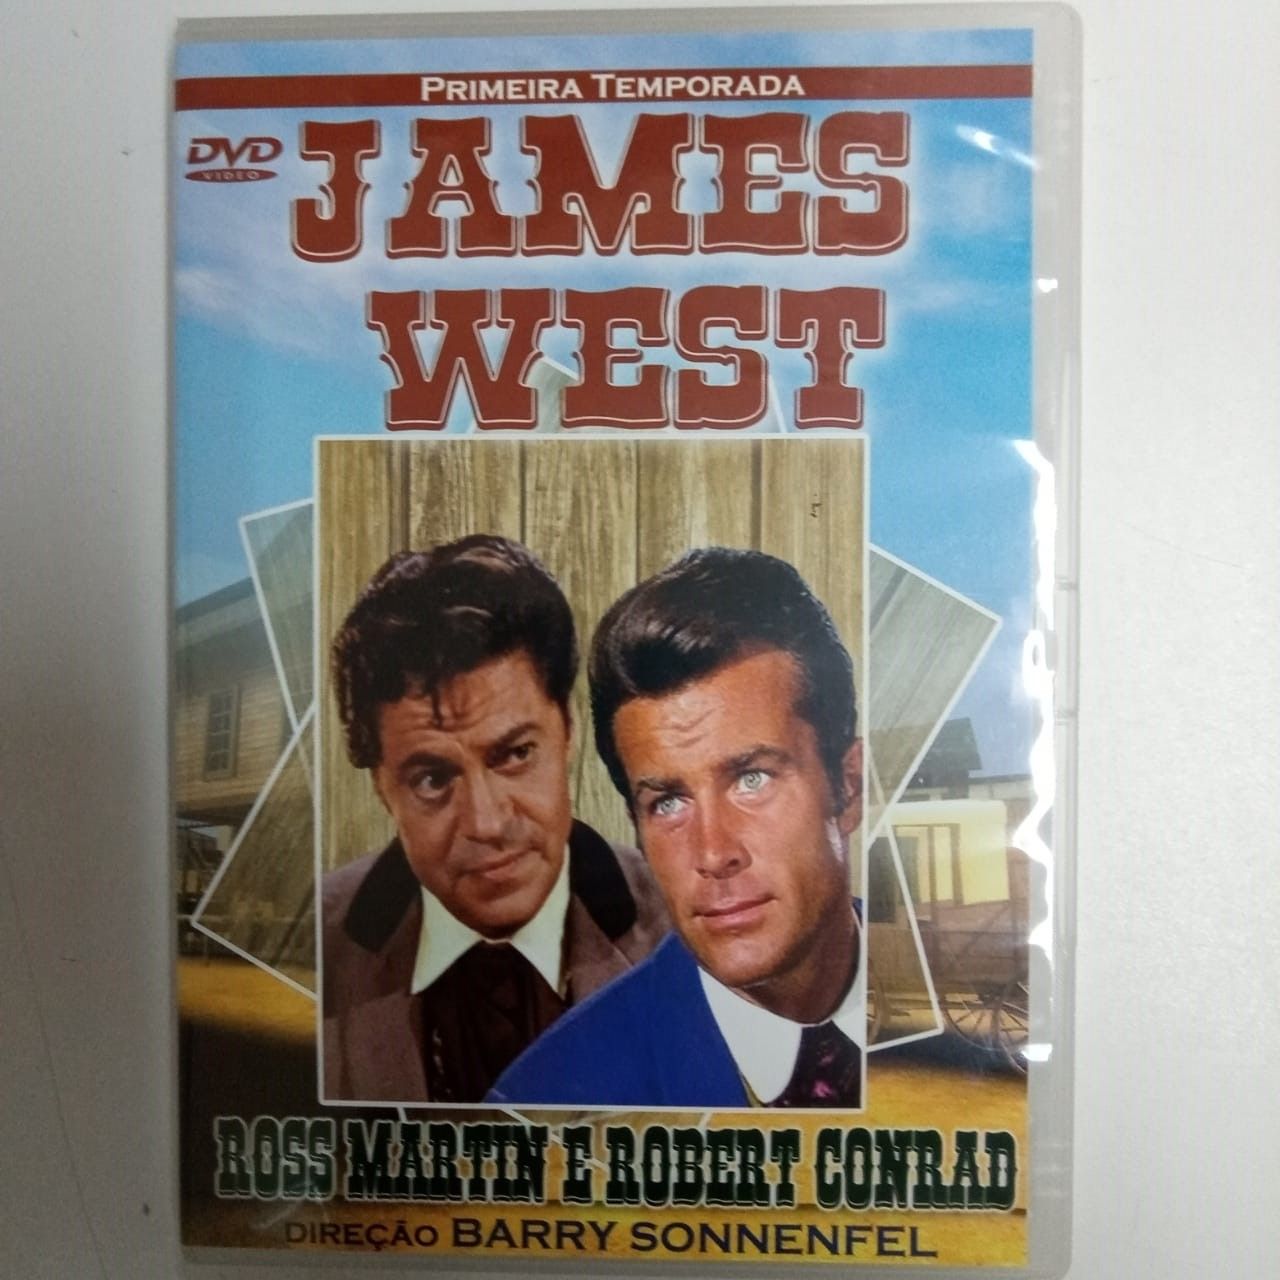 PRIMEIRA TEMPORADA
DVD
VIDEO
JAMES
WEST
ROSS MARTIN E ROBERT CONRAD
DIREÇÃO BARRY SONNENFEL